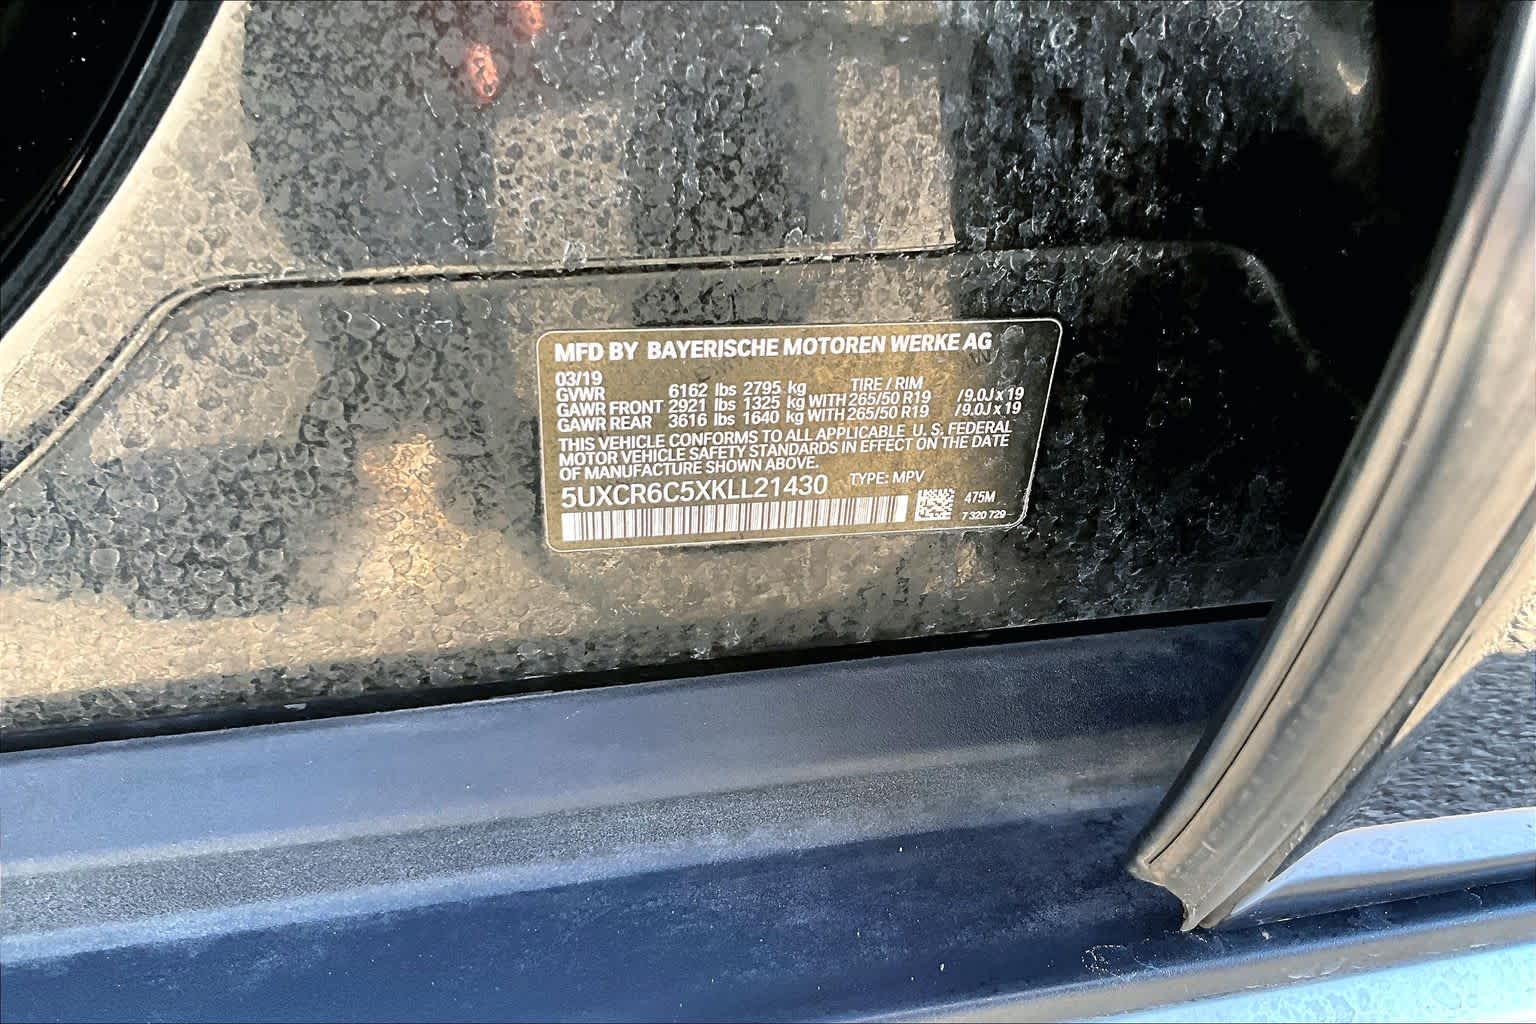 MFD BY BAYERISCHE MOTOREN WERKE AG
03/19
GVWR 6162 lbs 2795 kg TIRE / RIM
GAWR FRONT 2921 lbs 1325 kg WITH 265/50 R19 / 9.0J x 19
GAWR REAR 3616 lbs 1640 kg WITH 265/50 R19 / 9.0J x 19
THIS VEHICLE CONFORMS TO ALL APPLICABLE U. S. FEDERAL
MOTOR VEHICLE SAFETY STANDARDS IN EFFECT ON THE DATE
OF MANUFACTURE SHOWN ABOVE.
5UXCR6C5XKLL21430 TYPE: MPV
475M
7 320 729